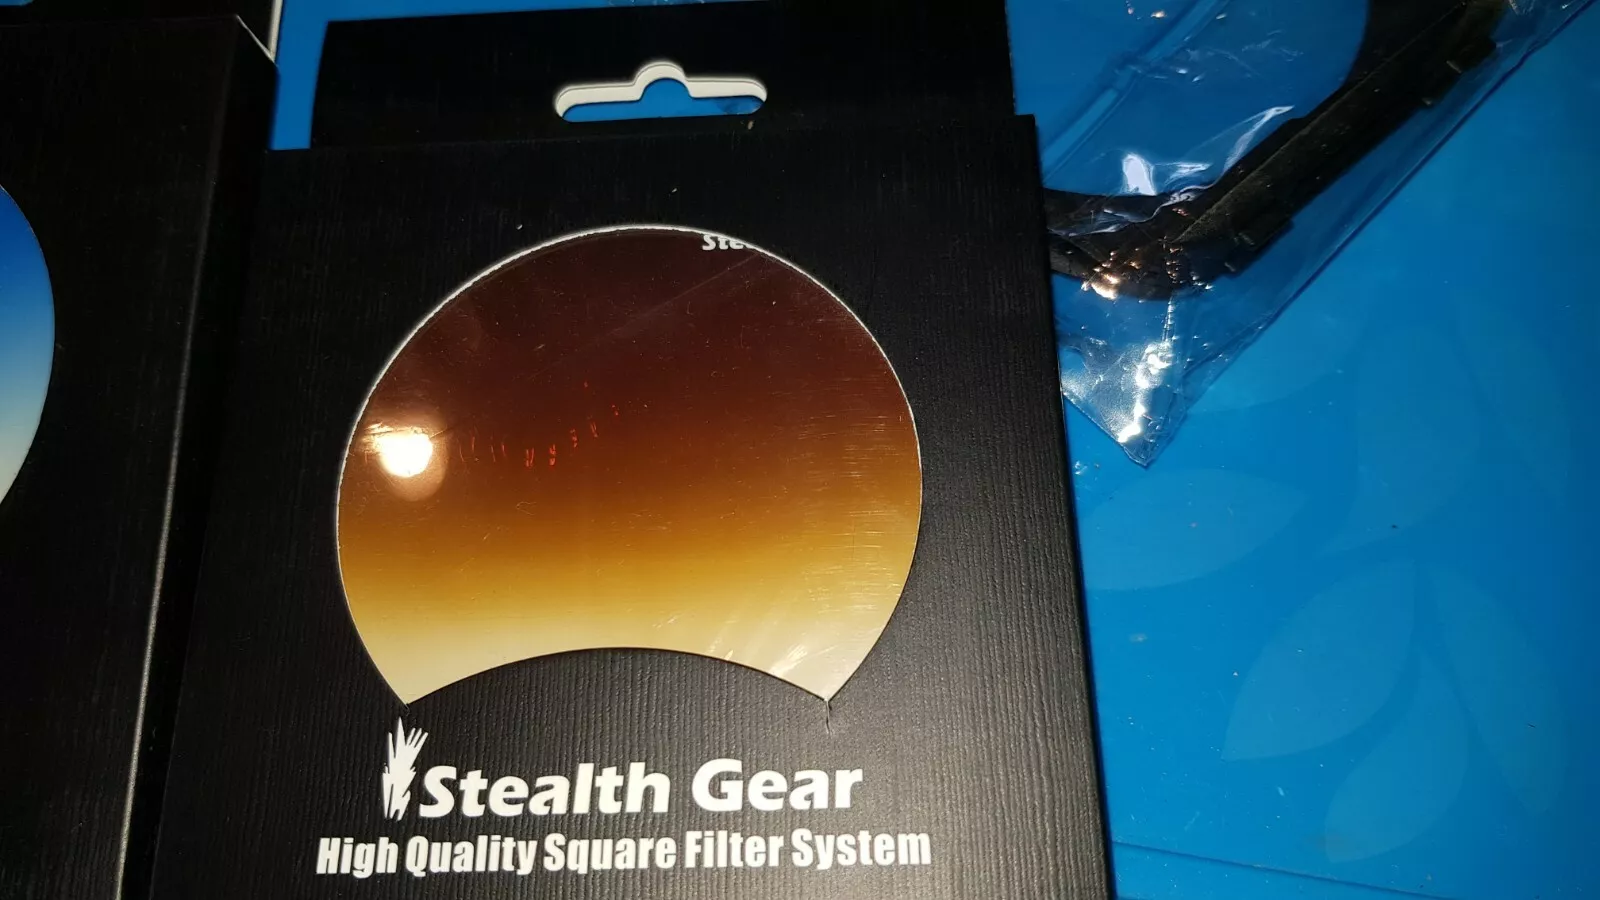 Stealth Gear
High Quality Square Filter System